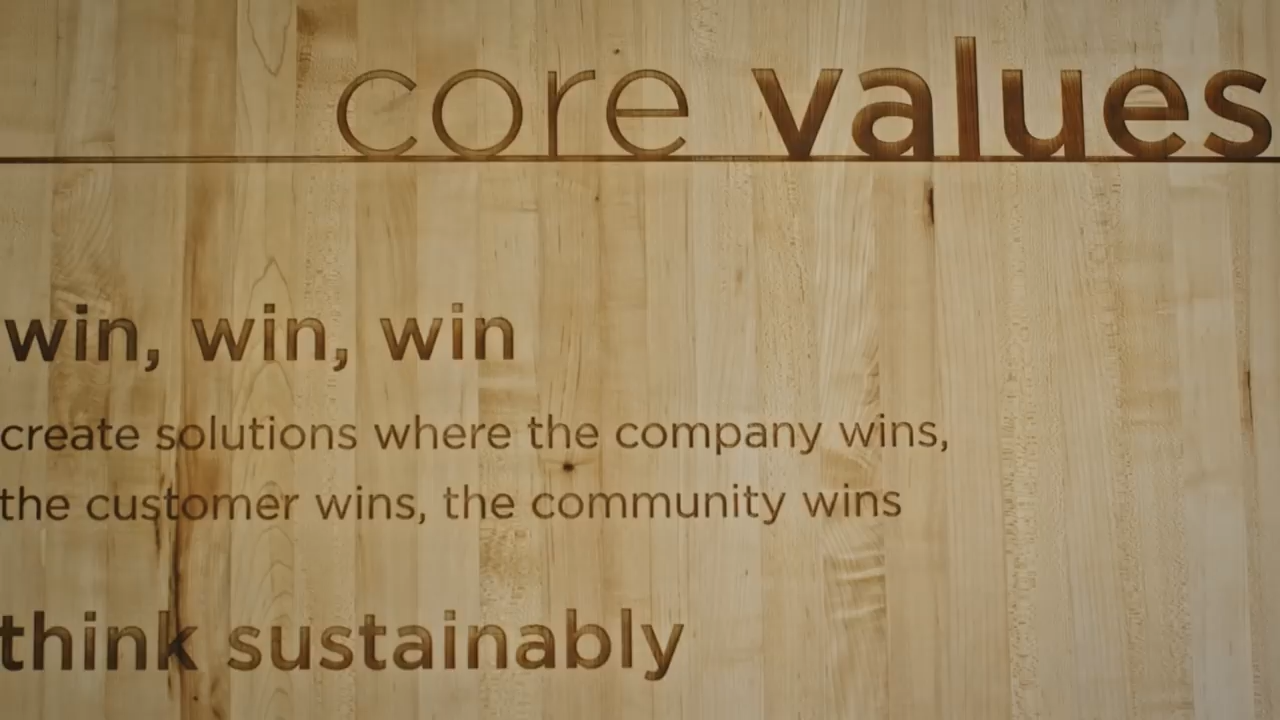 core values
win, win, win
create solutions where the company wins,
the customer wins, the community wins
think sustainably